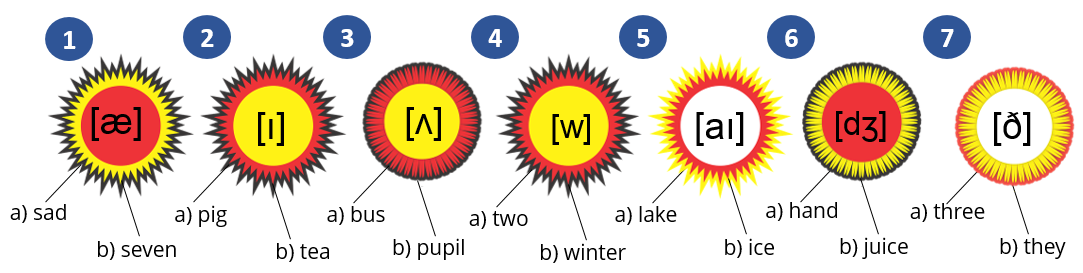 1 2 3 4 5 6 7
[æ] [ɪ] [ʌ] [w] [aɪ] [dʒ] [ð]
a) sad a) pig a) bus a) two a) lake a) hand a) three
b) seven b) tea b) pupil b) winter b) ice b) juice b) they